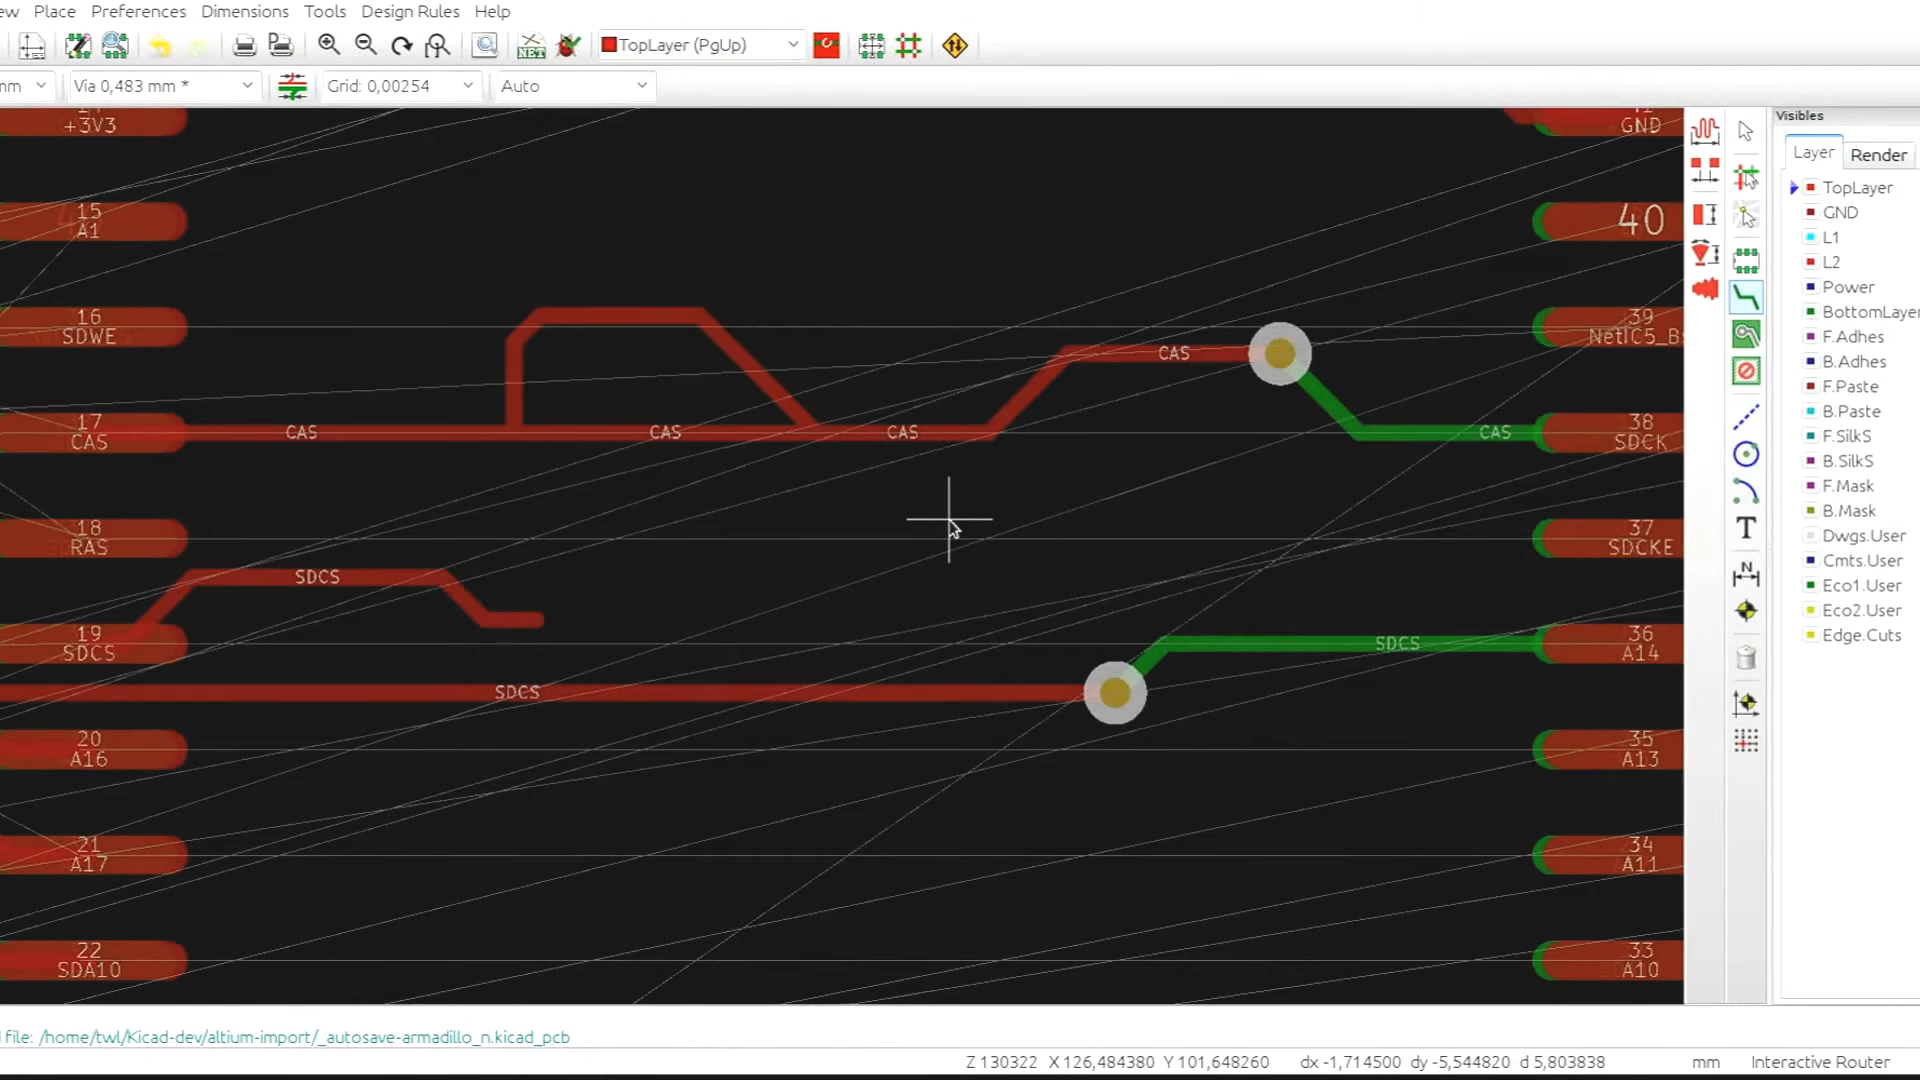 Place Preferences Dimensions Tools Design Rules Help
NET TopLayer (PgUp)
mm Via 0,483 mm * Grid: 0,00254 Auto
+3V3
GND
15
A1
40
16
SDWE
39
CAS
17
CAS
CAS
CAS
CAS
CAS
38
SDCK
18
RAS
37
SDCKE
SDCS
19
SDCS
SDCS
36
A14
SDCS
20
A16
35
A13
21
A17
34
A11
22
SDA10
33
A10
Visibles
Layer Render
TopLayer
GND
L1
L2
Power
BottomLayer
F.Adhes
B.Adhes
F.Paste
B.Paste
F.SilkS
B.SilkS
F.Mask
B.Mask
Dwgs.User
Cmts.User
Eco1.User
Eco2.User
Edge.Cuts
T
N
file: /home/twl/Kicad-dev/altium-import/_autosave-armadillo_n.kicad_pcb
Z 130322 X 126,484380 Y 101,648260 dx -1,714500 dy -5,544820 d 5,803838 mm Interactive Router